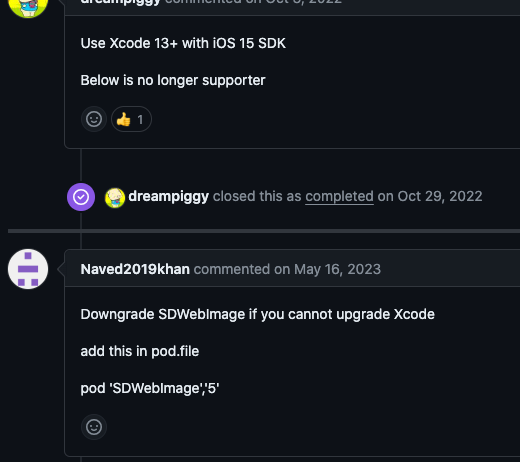 dreampiggy commented on Oct 3, 2022
Use Xcode 13+ with iOS 15 SDK
Below is no longer supporter
👍 1
dreampiggy closed this as completed on Oct 29, 2022
Naved2019khan commented on May 16, 2023
Downgrade SDWebImage if you cannot upgrade Xcode
add this in pod.file
pod 'SDWebImage','5'